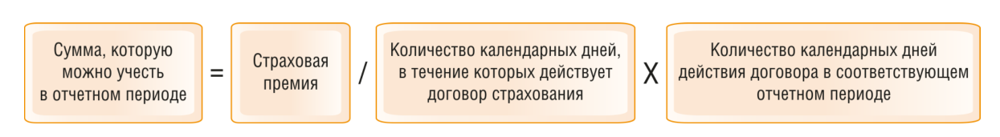 Сумма, которую
можно учесть
в отчетном периоде
=
Страховая
премия
/
Количество календарных дней,
в течение которых действует
договор страхования
X
Количество календарных дней
действия договора в соответствующем
отчетном периоде